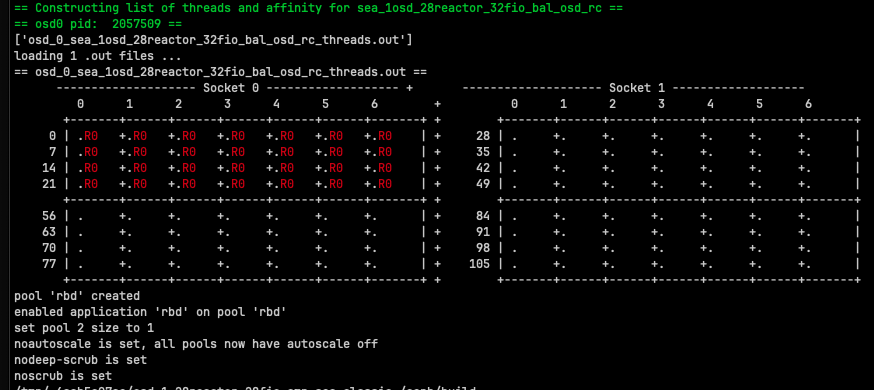 == Constructing list of threads and affinity for sea_1osd_28reactor_32fio_bal_osd_rc ==
== osd0 pid:  2057509 ==
['osd_0_sea_1osd_28reactor_32fio_bal_osd_rc_threads.out']
loading 1 .out files ...
== osd_0_sea_1osd_28reactor_32fio_bal_osd_rc_threads.out ==
-------------------- Socket 0 ------------------- +       -------------------- Socket 1 -------------------
0      1      2      3      4      5      6        +          0      1      2      3      4      5      6
+-------+------+------+------+------+------+-------+ +       +-------+------+------+------+------+------+-------+
0 | .R0   +.R0   +.R0   +.R0   +.R0   +.R0   +.R0    | +    28 | .     +.     +.     +.     +.     +.     +.      |
7 | .R0   +.R0   +.R0   +.R0   +.R0   +.R0   +.R0    | +    35 | .     +.     +.     +.     +.     +.     +.      |
14 | .R0   +.R0   +.R0   +.R0   +.R0   +.R0   +.R0    | +    42 | .     +.     +.     +.     +.     +.     +.      |
21 | .R0   +.R0   +.R0   +.R0   +.R0   +.R0   +.R0    | +    49 | .     +.     +.     +.     +.     +.     +.      |
+-------+------+------+------+------+------+-------+ +       +-------+------+------+------+------+------+-------+
56 | .     +.     +.     +.     +.     +.     +.      | +    84 | .     +.     +.     +.     +.     +.     +.      |
63 | .     +.     +.     +.     +.     +.     +.      | +    91 | .     +.     +.     +.     +.     +.     +.      |
70 | .     +.     +.     +.     +.     +.     +.      | +    98 | .     +.     +.     +.     +.     +.     +.      |
77 | .     +.     +.     +.     +.     +.     +.      | +   105 | .     +.     +.     +.     +.     +.     +.      |
+-------+------+------+------+------+------+-------+ +       +-------+------+------+------+------+------+-------+
pool 'rbd' created
enabled application 'rbd' on pool 'rbd'
set pool 2 size to 1
noautoscale is set, all pools now have autoscale off
nodeep-scrub is set
noscrub is set